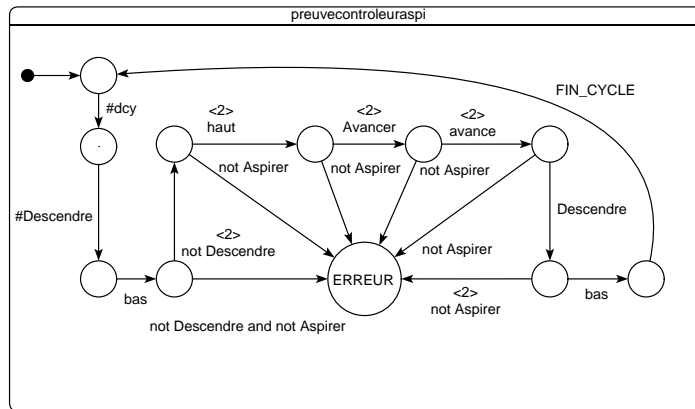 preuvecontroleuraspi
FIN_CYCLE
#dcy
<2>
haut
<2>
Avancer
<2>
avance
not Aspirer
not Aspirer
not Aspirer
#Descendre
Descendre
<2>
not Descendre
not Aspirer
ERREUR
bas
<2>
not Aspirer
bas
not Descendre and not Aspirer